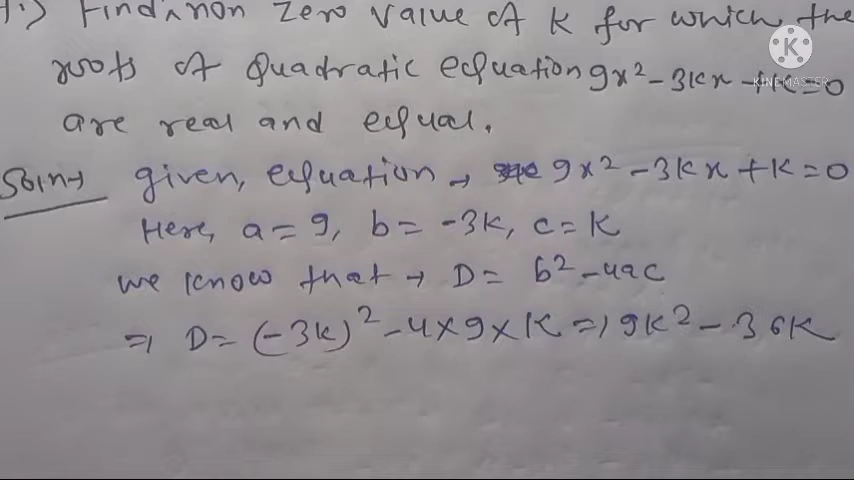 Find^non zero value of K for which the
roots of quadratic equation 9x² - 3Kx + K = 0
are real and equal.
Soln→ given, equation → 9x² - 3Kx + K = 0
Here, a = 9, b = -3K, c = K
we know that → D = b² - 4ac
=) D = (-3K)² - 4 × 9 × K =) 9K² - 36K
K
KINEMASTER